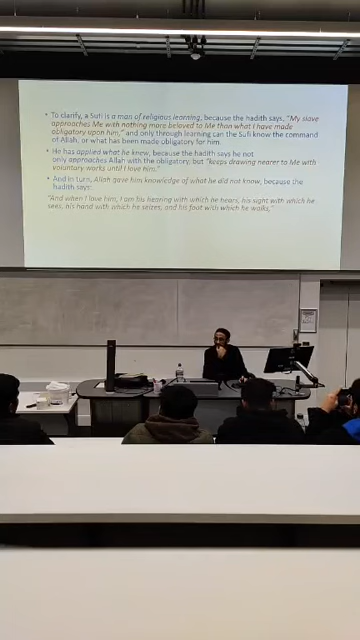 • To clarify, a Sufi is a man of religious learning, because the hadith says, "My slave
approaches Me with nothing more beloved to Me than what I have made
obligatory upon him," and only through learning can the Sufi know the command
of Allah, or what has been made obligatory for him.
• He has applied what he knew, because the hadith says he not
only approaches Allah with the obligatory, but "keeps drawing nearer to Me with
voluntary works until I love him."
• And in turn, Allah gave him knowledge of what he did not know, because the
hadith says:
"And when I love him, I am his hearing with which he hears, his sight with which he
sees, his hand with which he seizes, and his foot with which he walks,"